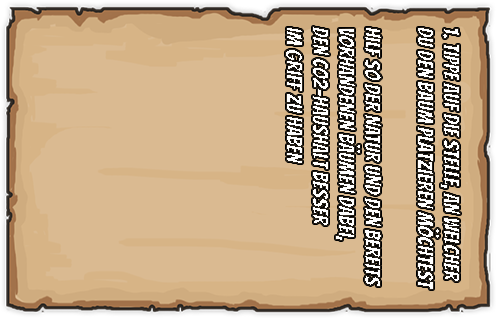 1. TIPPE AUF DIE STELLE, AN WELCHER
DU DEN BAUM PLATZIEREN MÖCHTEST
HILF SO DER NATUR UND DEN BEREITS
VORHANDENEN BÄUMEN DABEI,
DEN CO2-HAUSHALT BESSER
IM GRIFF ZU HABEN